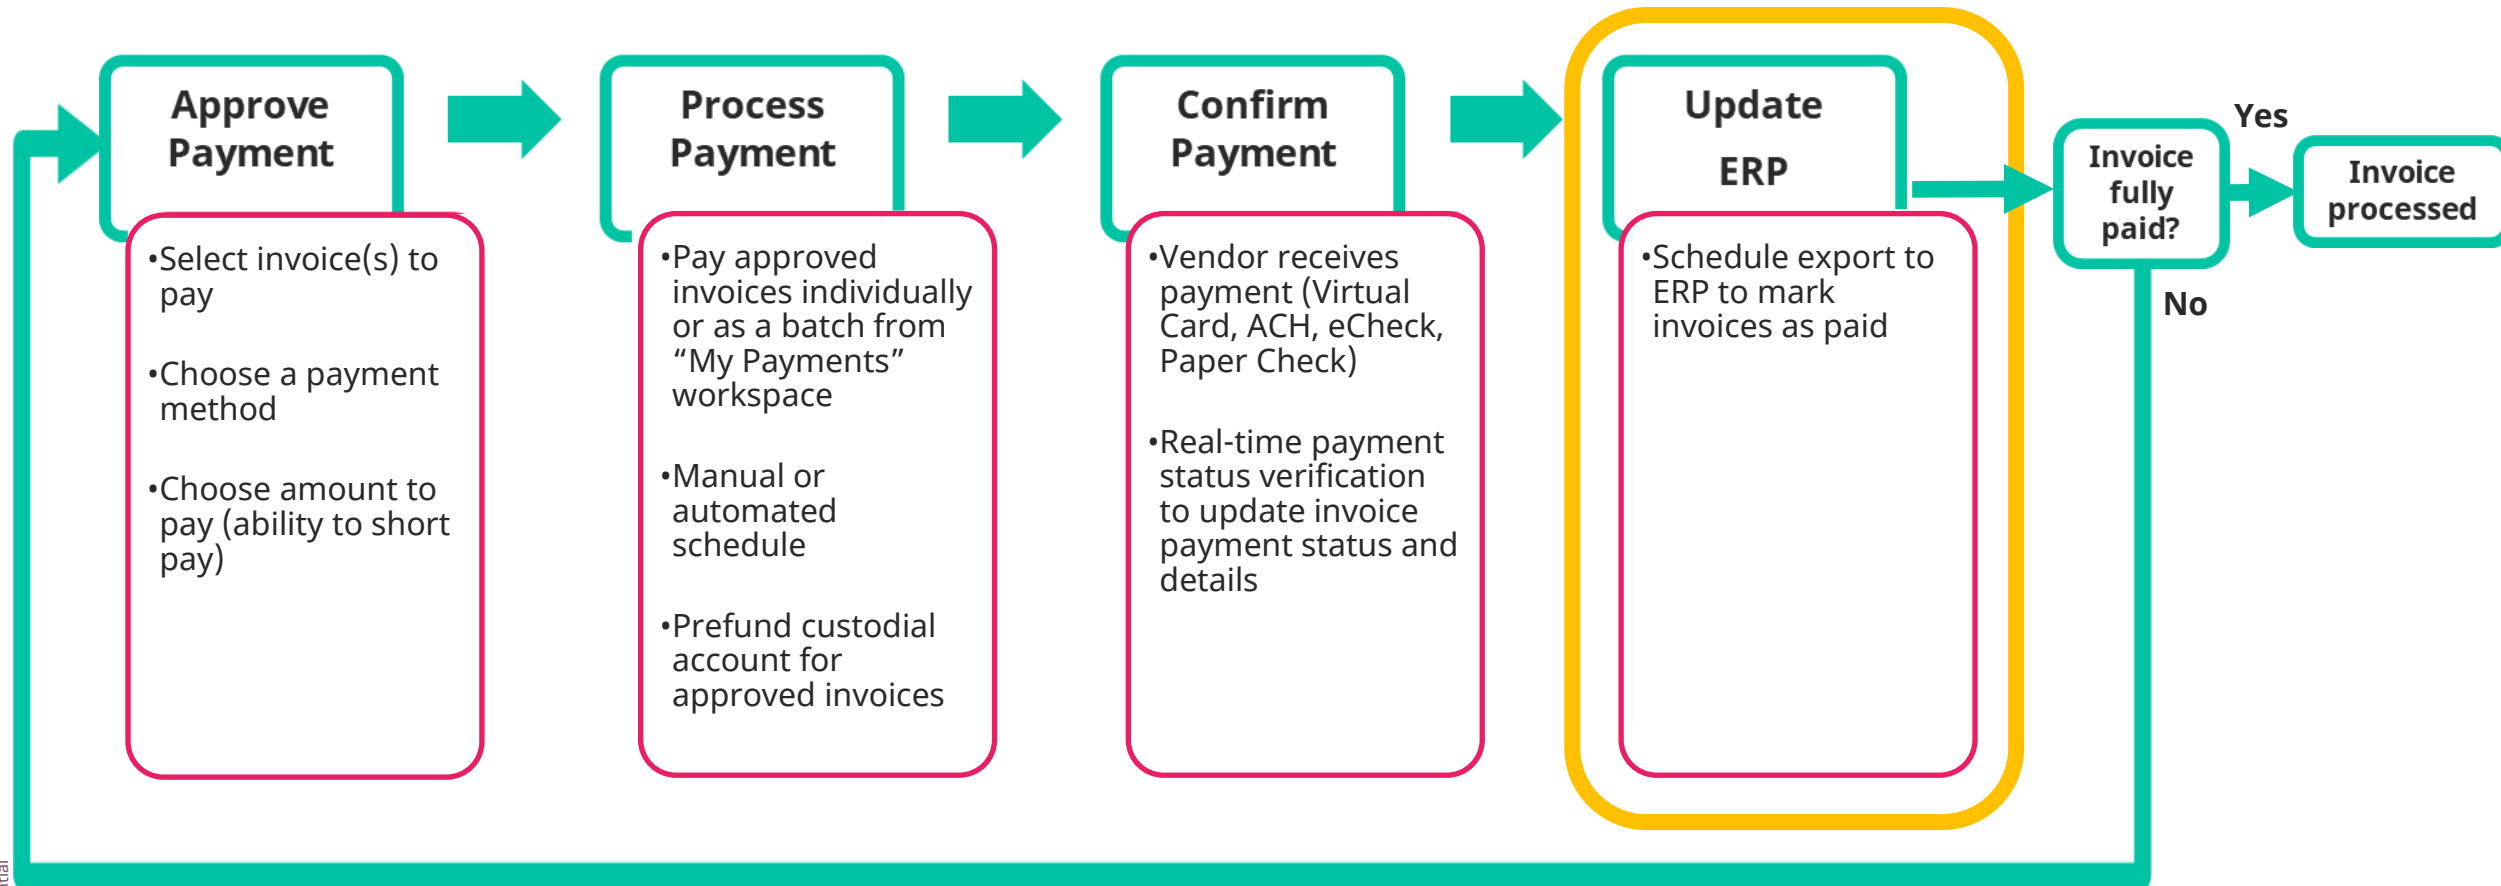 Approve
Payment
•Select invoice(s) to
pay
•Choose a payment
method
•Choose amount to
pay (ability to short
pay)
Process
Payment
•Pay approved
invoices individually
or as a batch from
“My Payments”
workspace
•Manual or
automated
schedule
•Prefund custodial
account for
approved invoices
Confirm
Payment
•Vendor receives
payment (Virtual
Card, ACH, eCheck,
Paper Check)
•Real-time payment
status verification
to update invoice
payment status and
details
Update
ERP
•Schedule export to
ERP to mark
invoices as paid
Invoice
fully
paid?
Yes
No
Invoice
processed